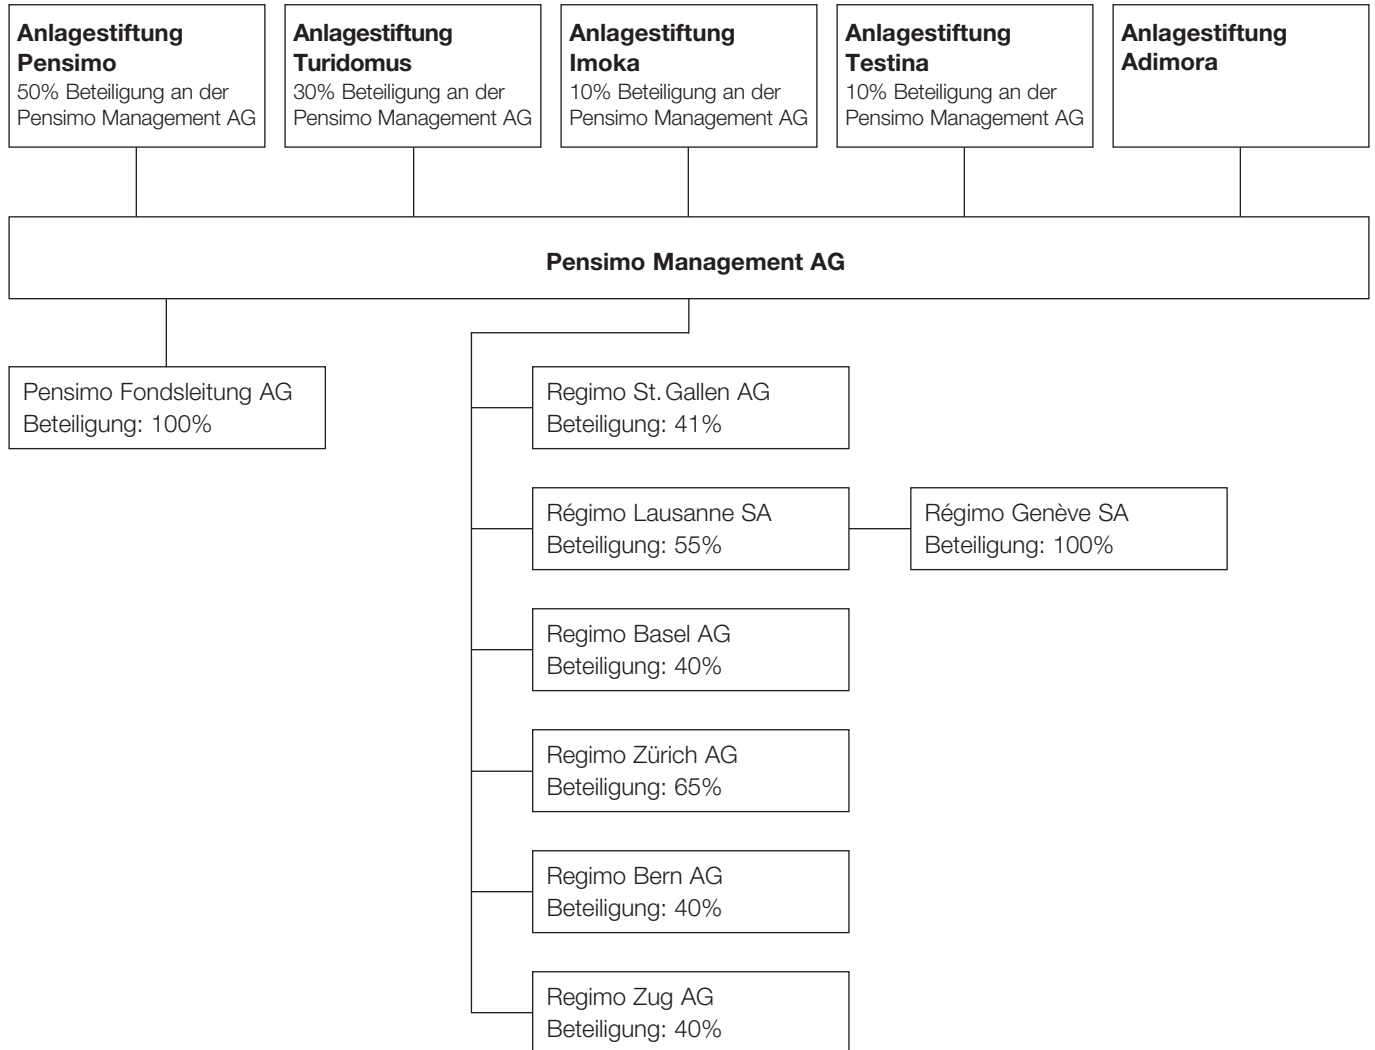 Anlagestiftung
Pensimo
50% Beteiligung an der
Pensimo Management AG
Anlagestiftung
Turidomus
30% Beteiligung an der
Pensimo Management AG
Anlagestiftung
Imoka
10% Beteiligung an der
Pensimo Management AG
Anlagestiftung
Testina
10% Beteiligung an der
Pensimo Management AG
Anlagestiftung
Adimora
Pensimo Management AG
Pensimo Fondsleitung AG
Beteiligung: 100%
Regimo St. Gallen AG
Beteiligung: 41%
Régimo Lausanne SA
Beteiligung: 55%
Régimo Genève SA
Beteiligung: 100%
Regimo Basel AG
Beteiligung: 40%
Regimo Zürich AG
Beteiligung: 65%
Regimo Bern AG
Beteiligung: 40%
Regimo Zug AG
Beteiligung: 40%